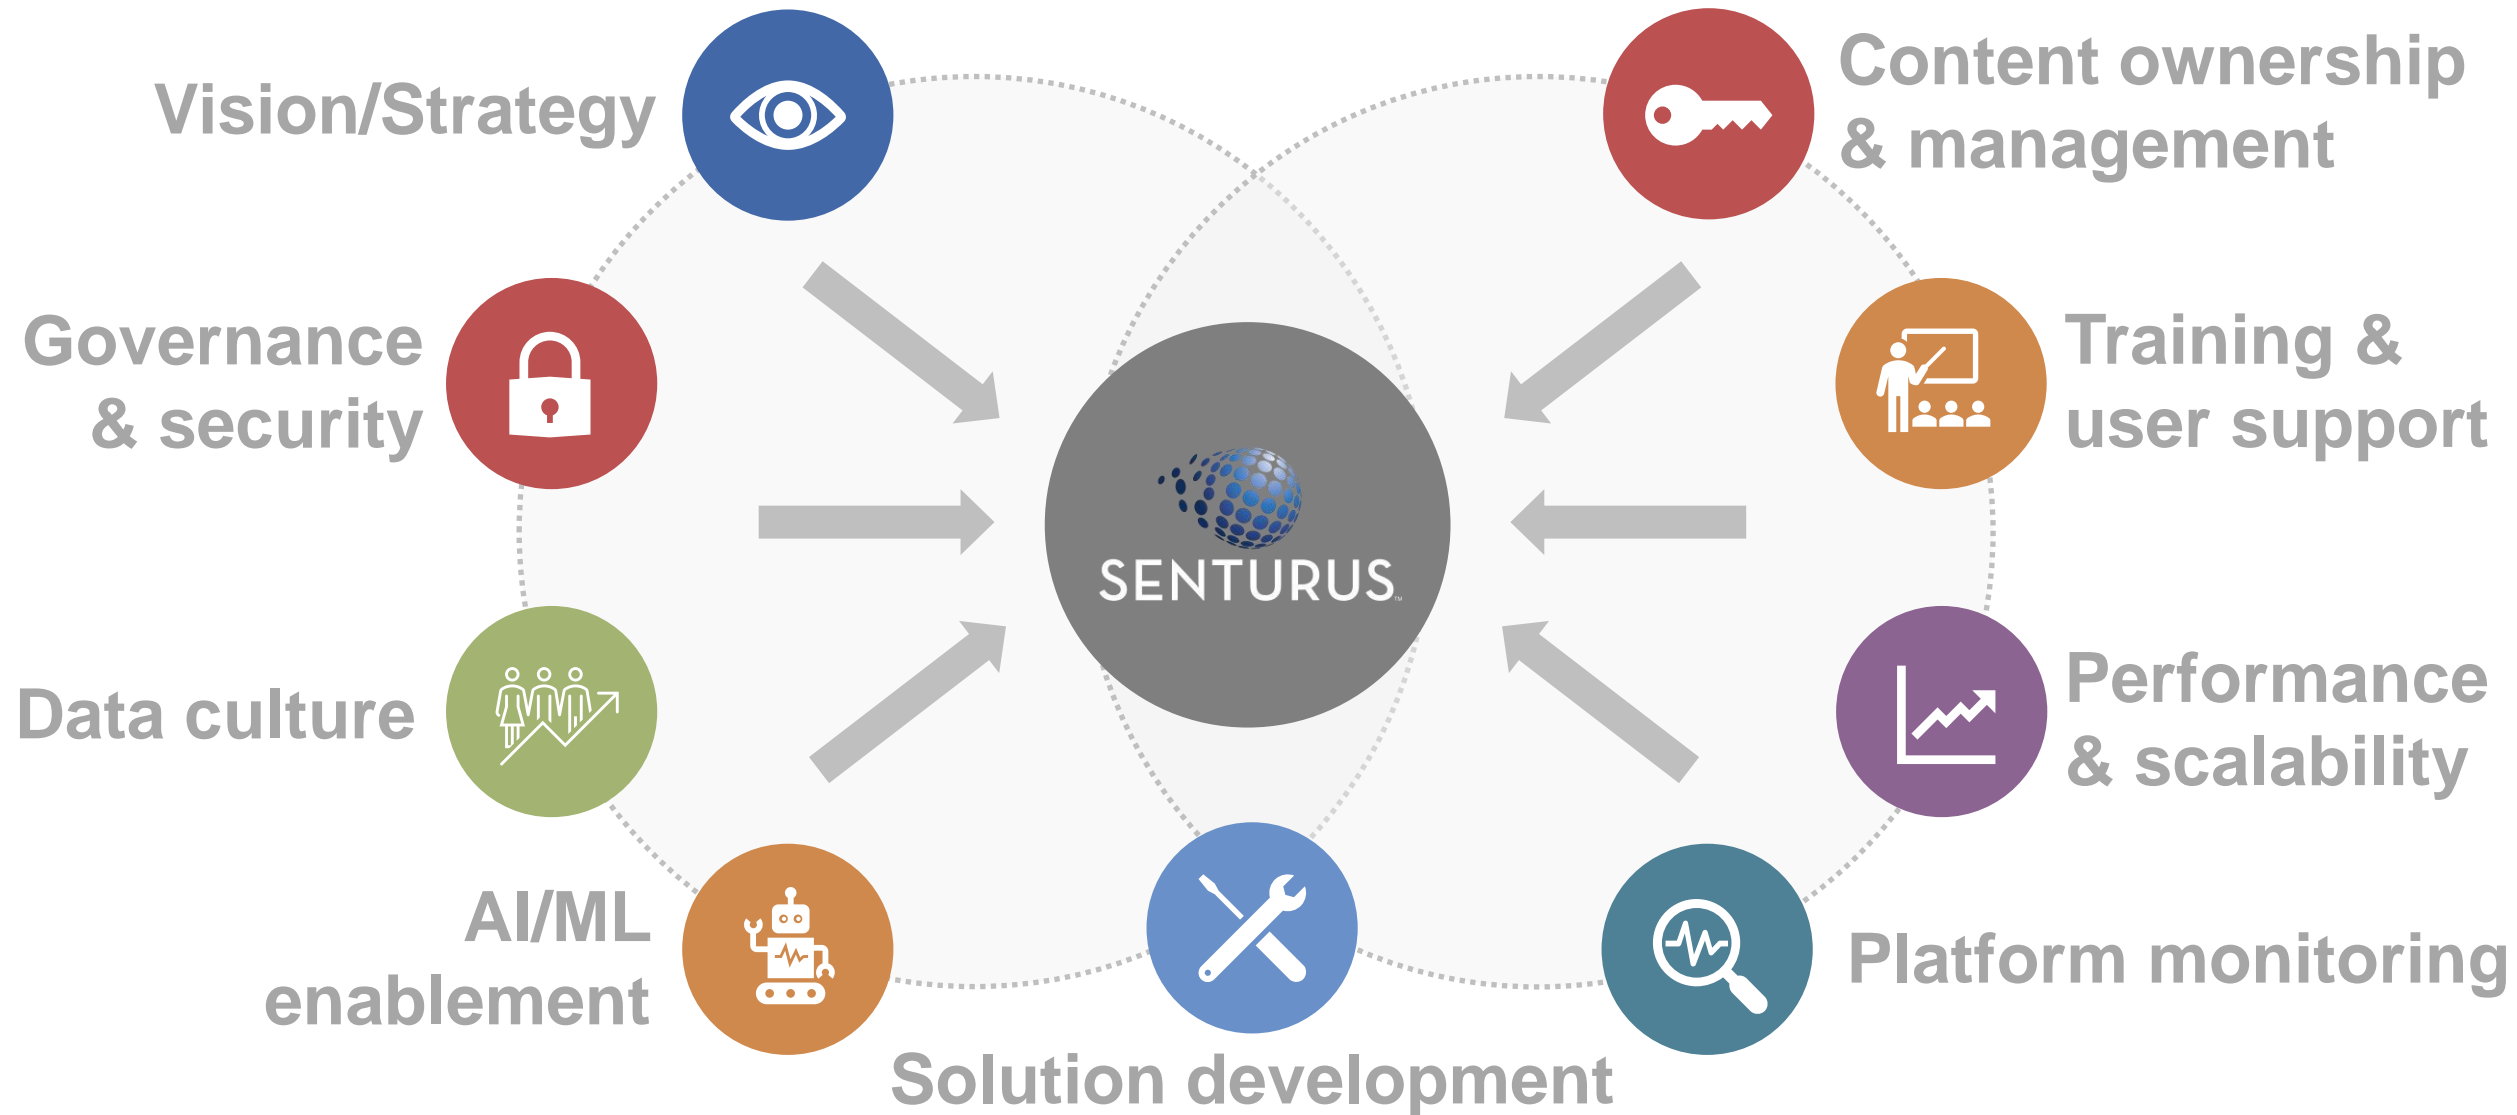 Vision/Strategy
Content ownership
& management
Governance
& security
Training &
user support
SENTURUS™
Data culture
Performance
& scalability
AI/ML
enablement
Platform monitoring
Solution development